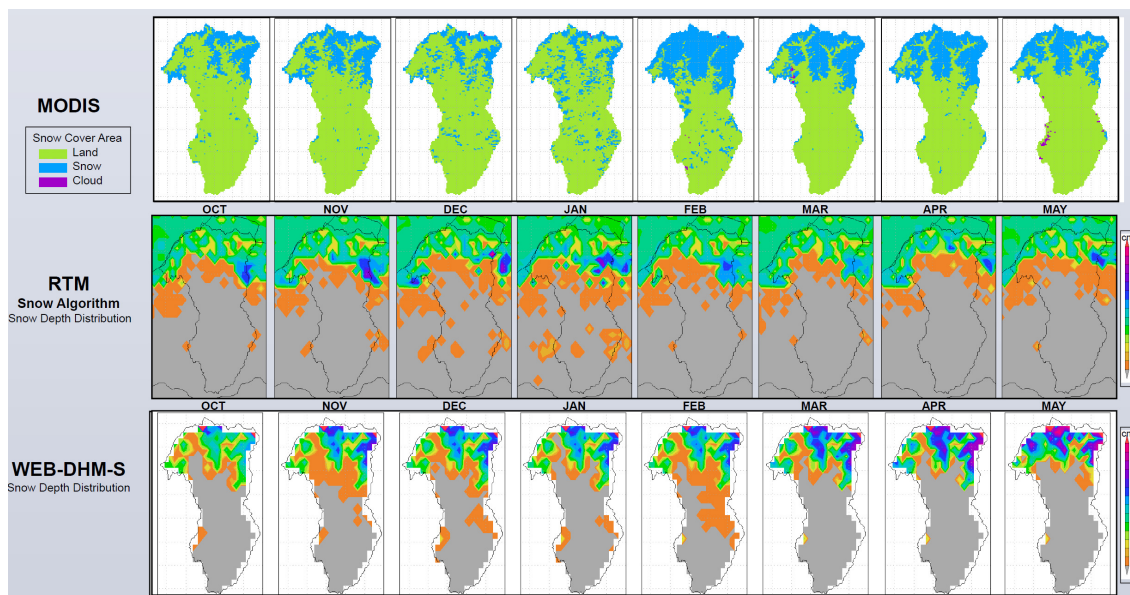 MODIS
Snow Cover Area
Land
Snow
Cloud
OCT NOV DEC JAN FEB MAR APR MAY
RTM
Snow Algorithm
Snow Depth Distribution
OCT NOV DEC JAN FEB MAR APR MAY
WEB-DHM-S
Snow Depth Distribution